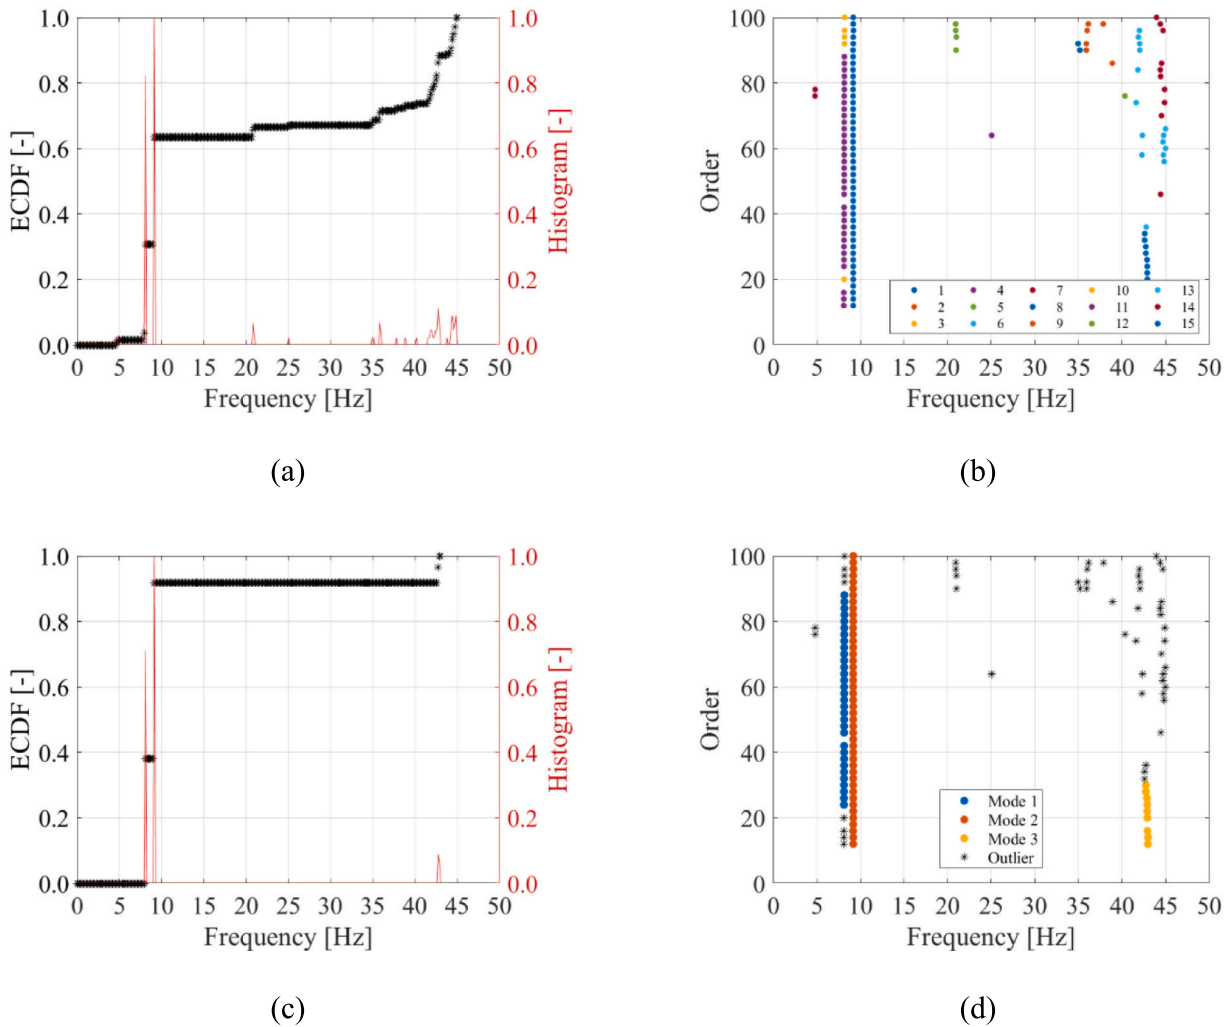 1.0 1.0
0.8 0.8
0.6 0.6
0.4 0.4
0.2 0.2
0.0 0.0
0 5 10 15 20 25 30 35 40 45 50
ECDF [-]
Histogram [-]
Frequency [Hz]
(a)
100
80
60
40
20
0
0 5 10 15 20 25 30 35 40 45 50
Order
1 4 7 10 13
2 5 8 11 14
3 6 9 12 15
Frequency [Hz]
(b)
1.0 1.0
0.8 0.8
0.6 0.6
0.4 0.4
0.2 0.2
0.0 0.0
0 5 10 15 20 25 30 35 40 45 50
ECDF [-]
Histogram [-]
Frequency [Hz]
(c)
100
80
60
40
20
0
0 5 10 15 20 25 30 35 40 45 50
Order
Mode 1
Mode 2
Mode 3
Outlier
Frequency [Hz]
(d)